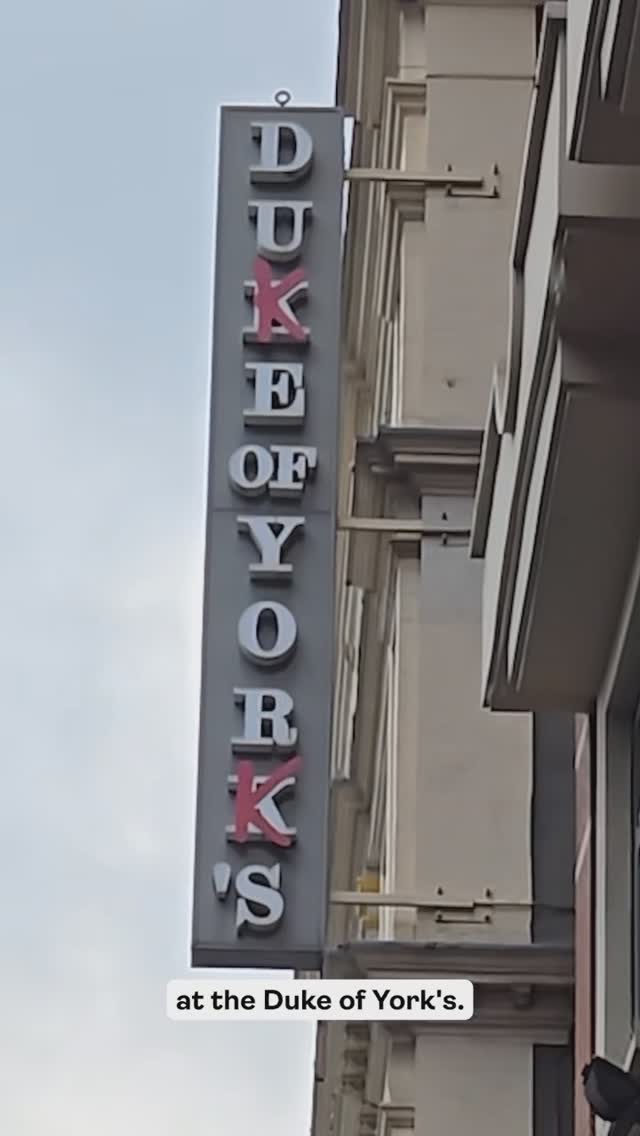 DUKE
OF
YORK
'S
at the Duke of York's.